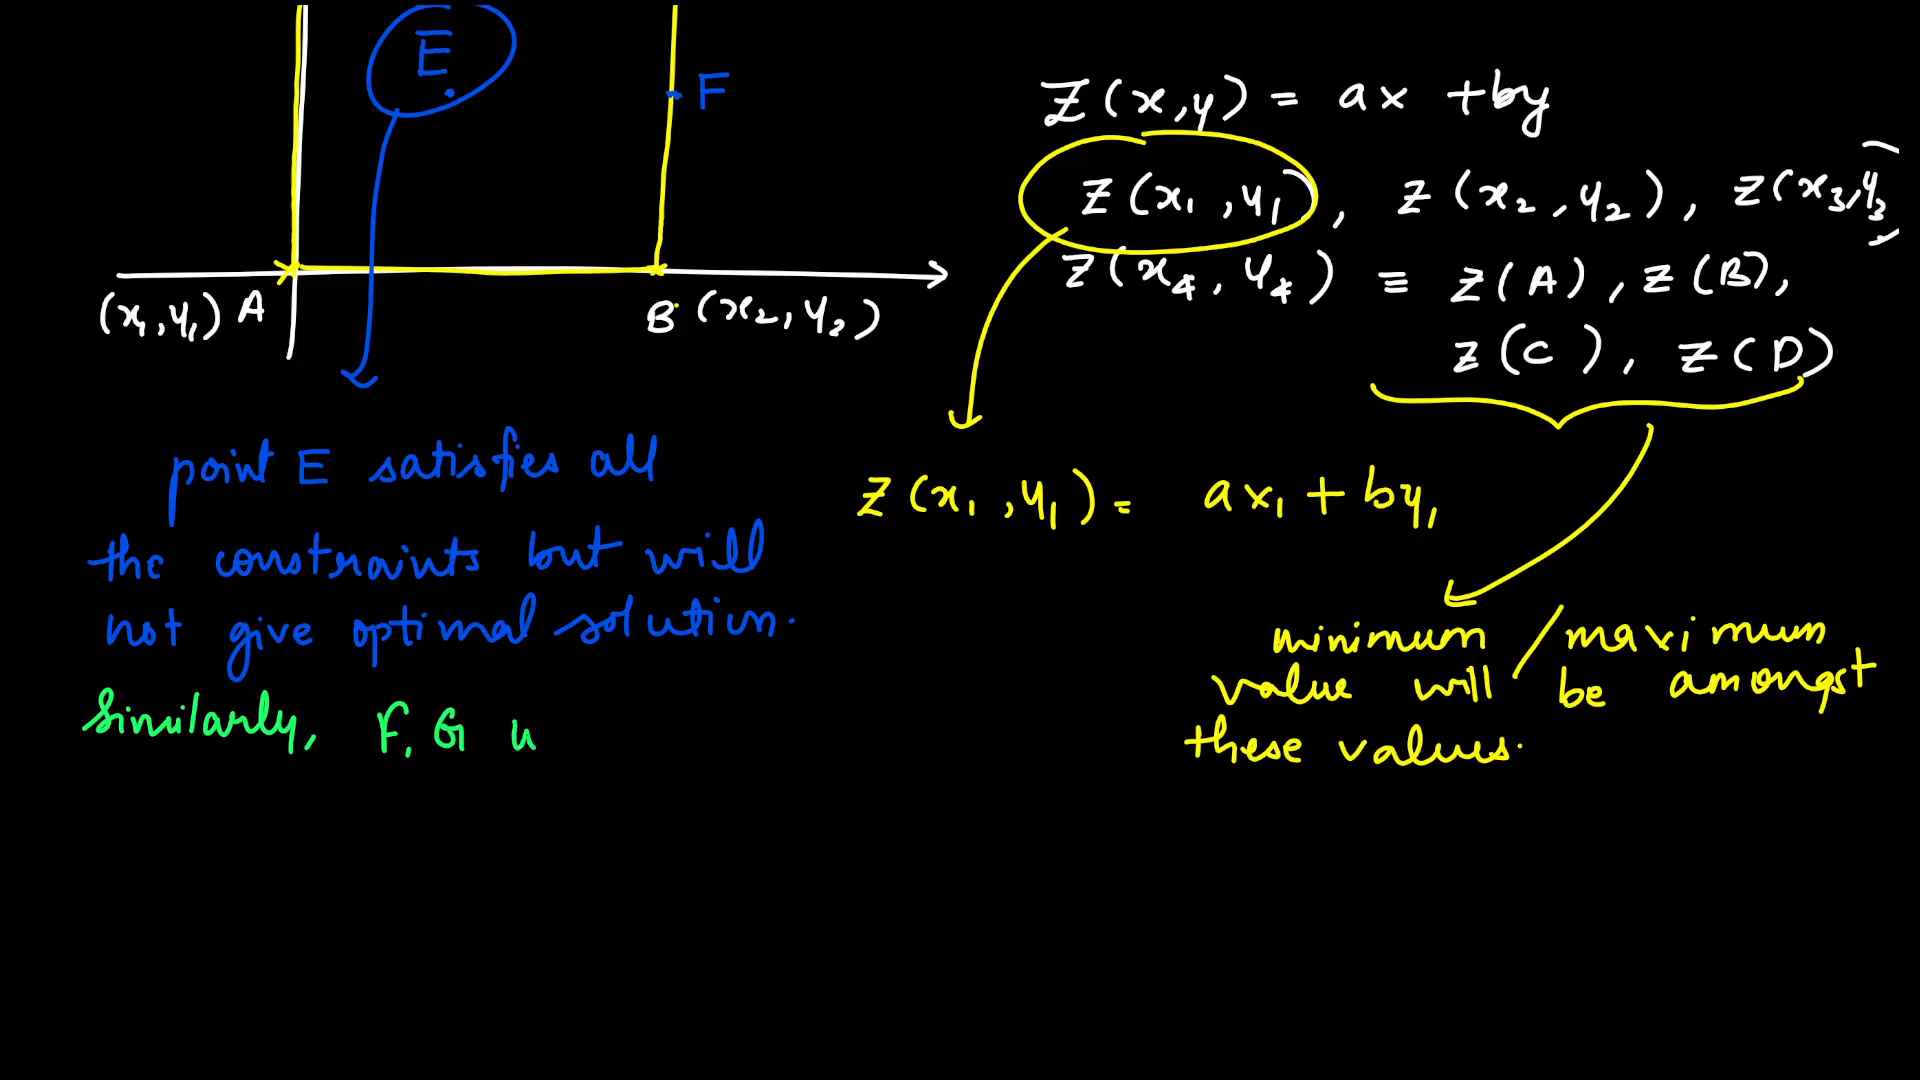 E
F
Z(x,y) = ax + by
Z(x₁,y₁), Z(x₂,y₂), Z(x₃,y₃
Z(x₄,y₄) ≡ Z(A), Z(B),
Z(C), Z(D)
(x₁,y₁) A
B (x₂,y₂)
point E satisfies all
the constraints but will
not give optimal solution.
Similarly, F, G u
Z(x₁,y₁) = ax₁ + by₁
minimum / maximum
value will be amongst
these values.